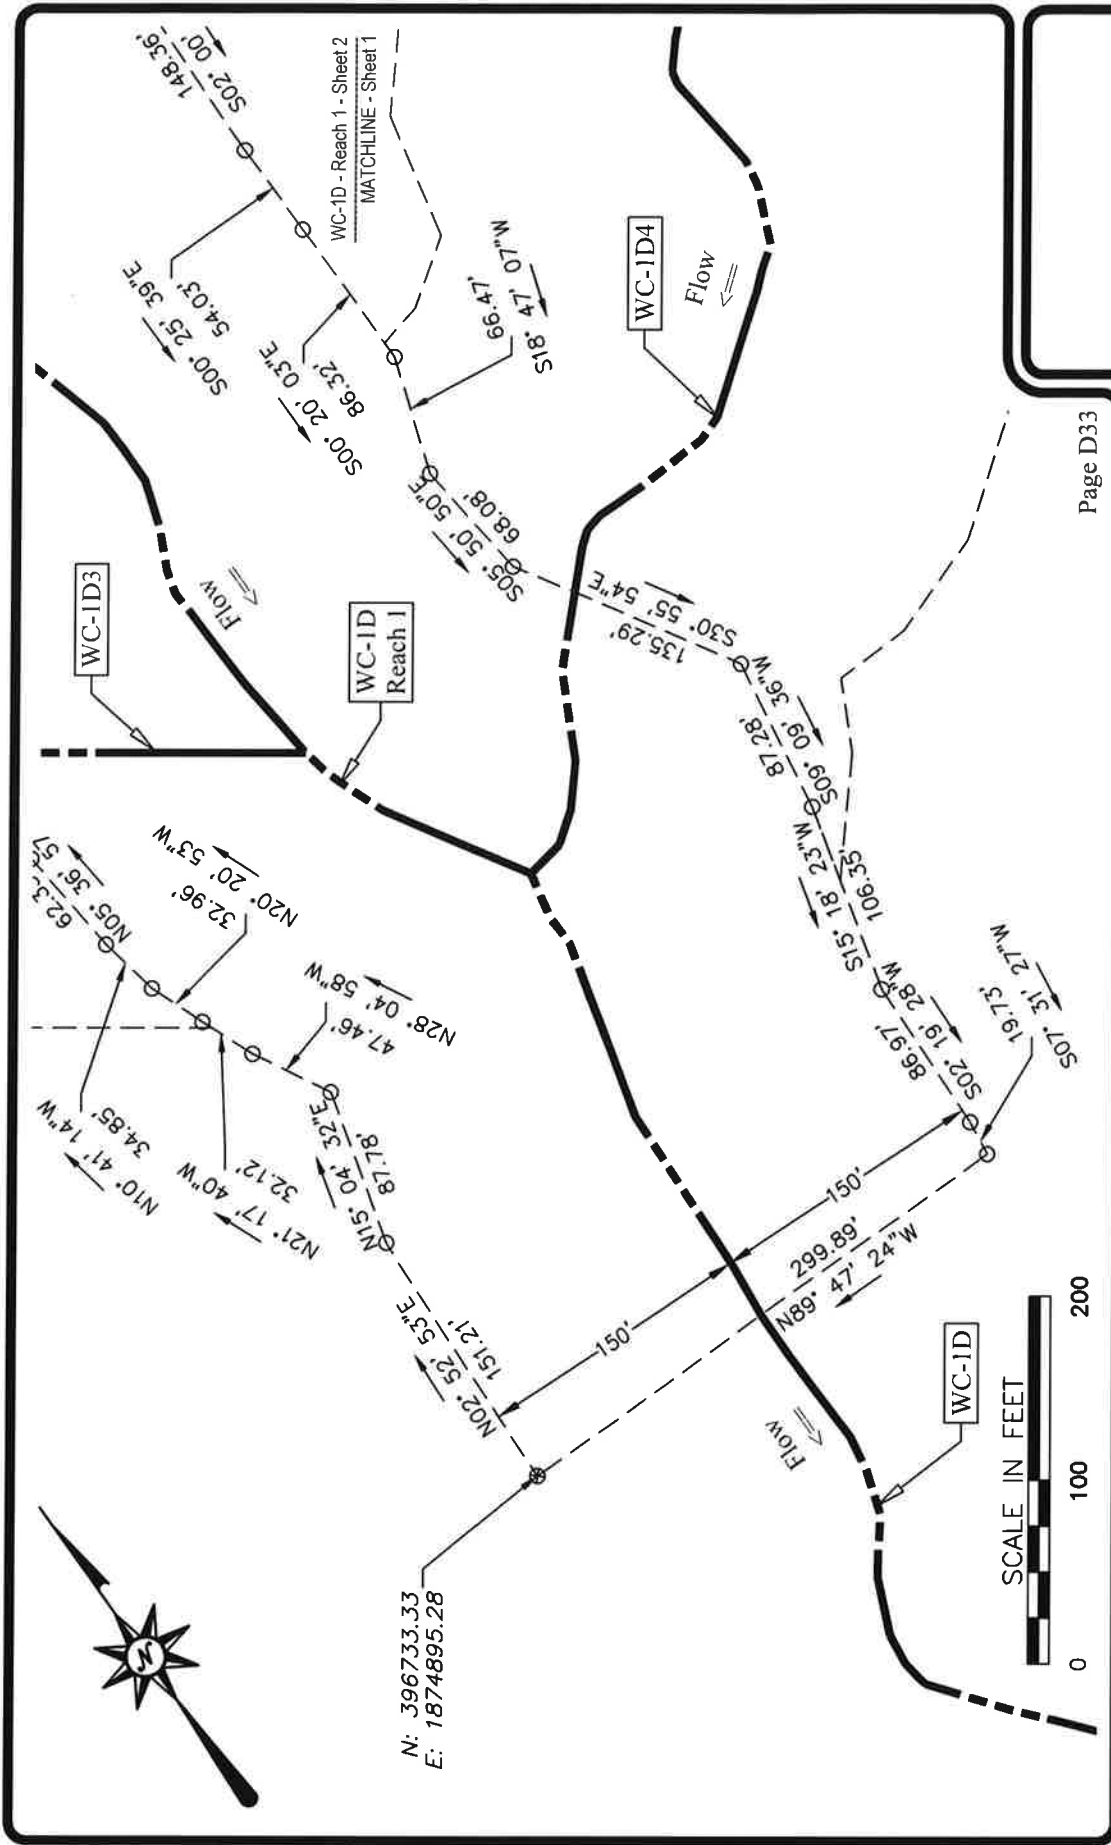 148.36'
S02° 00'
WC-1D - Reach 1 - Sheet 2
MATCHLINE - Sheet 1
S00° 25' 39"E
54.03'
S00° 20' 03"E
86.32'
66.47'
S18° 47' 07"W
WC-1D4
Flow
S05° 50' 50"E
68.08'
WC-1D3
Flow
WC-1D
Reach 1
135.29'
S30° 55' 54"E
87.28'
S09° 09' 36"W
S15° 18' 23"W
106.35'
86.97'
S02° 19' 28"W
19.73'
S07° 31' 27"W
62.3
N05° 36' 57
32.96'
N20° 20' 53"W
47.46'
N28° 04' 58"W
N10° 41' 14"W
34.85'
N21° 17' 40"W
32.12'
N15° 04' 32"E
87.78'
N02° 52' 53"E
151.21'
150'
150'
299.89'
N89° 47' 24"W
Flow
WC-1D
N: 396733.33
E: 1874895.28
N
SCALE IN FEET
0 100 200
Page D33